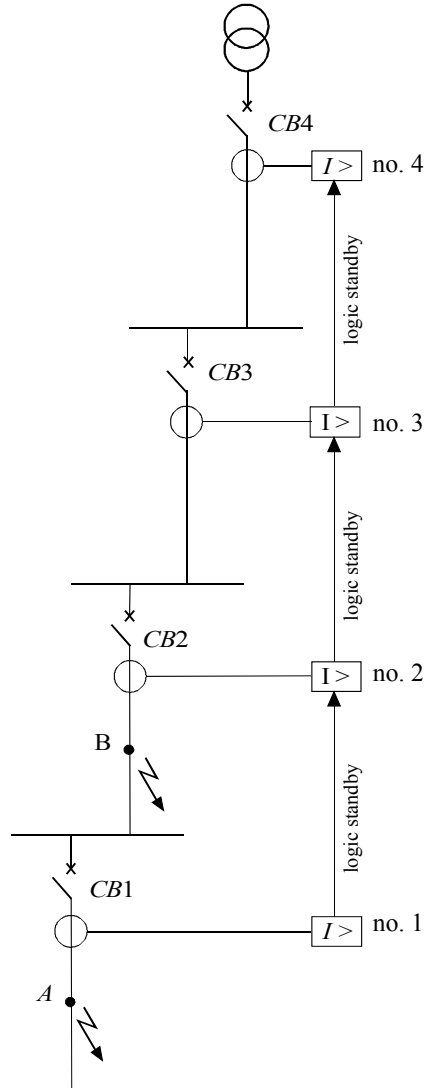 CB4
I > no. 4
logic standby
CB3
I > no. 3
logic standby
CB2
I > no. 2
B
logic standby
CB1
I > no. 1
A